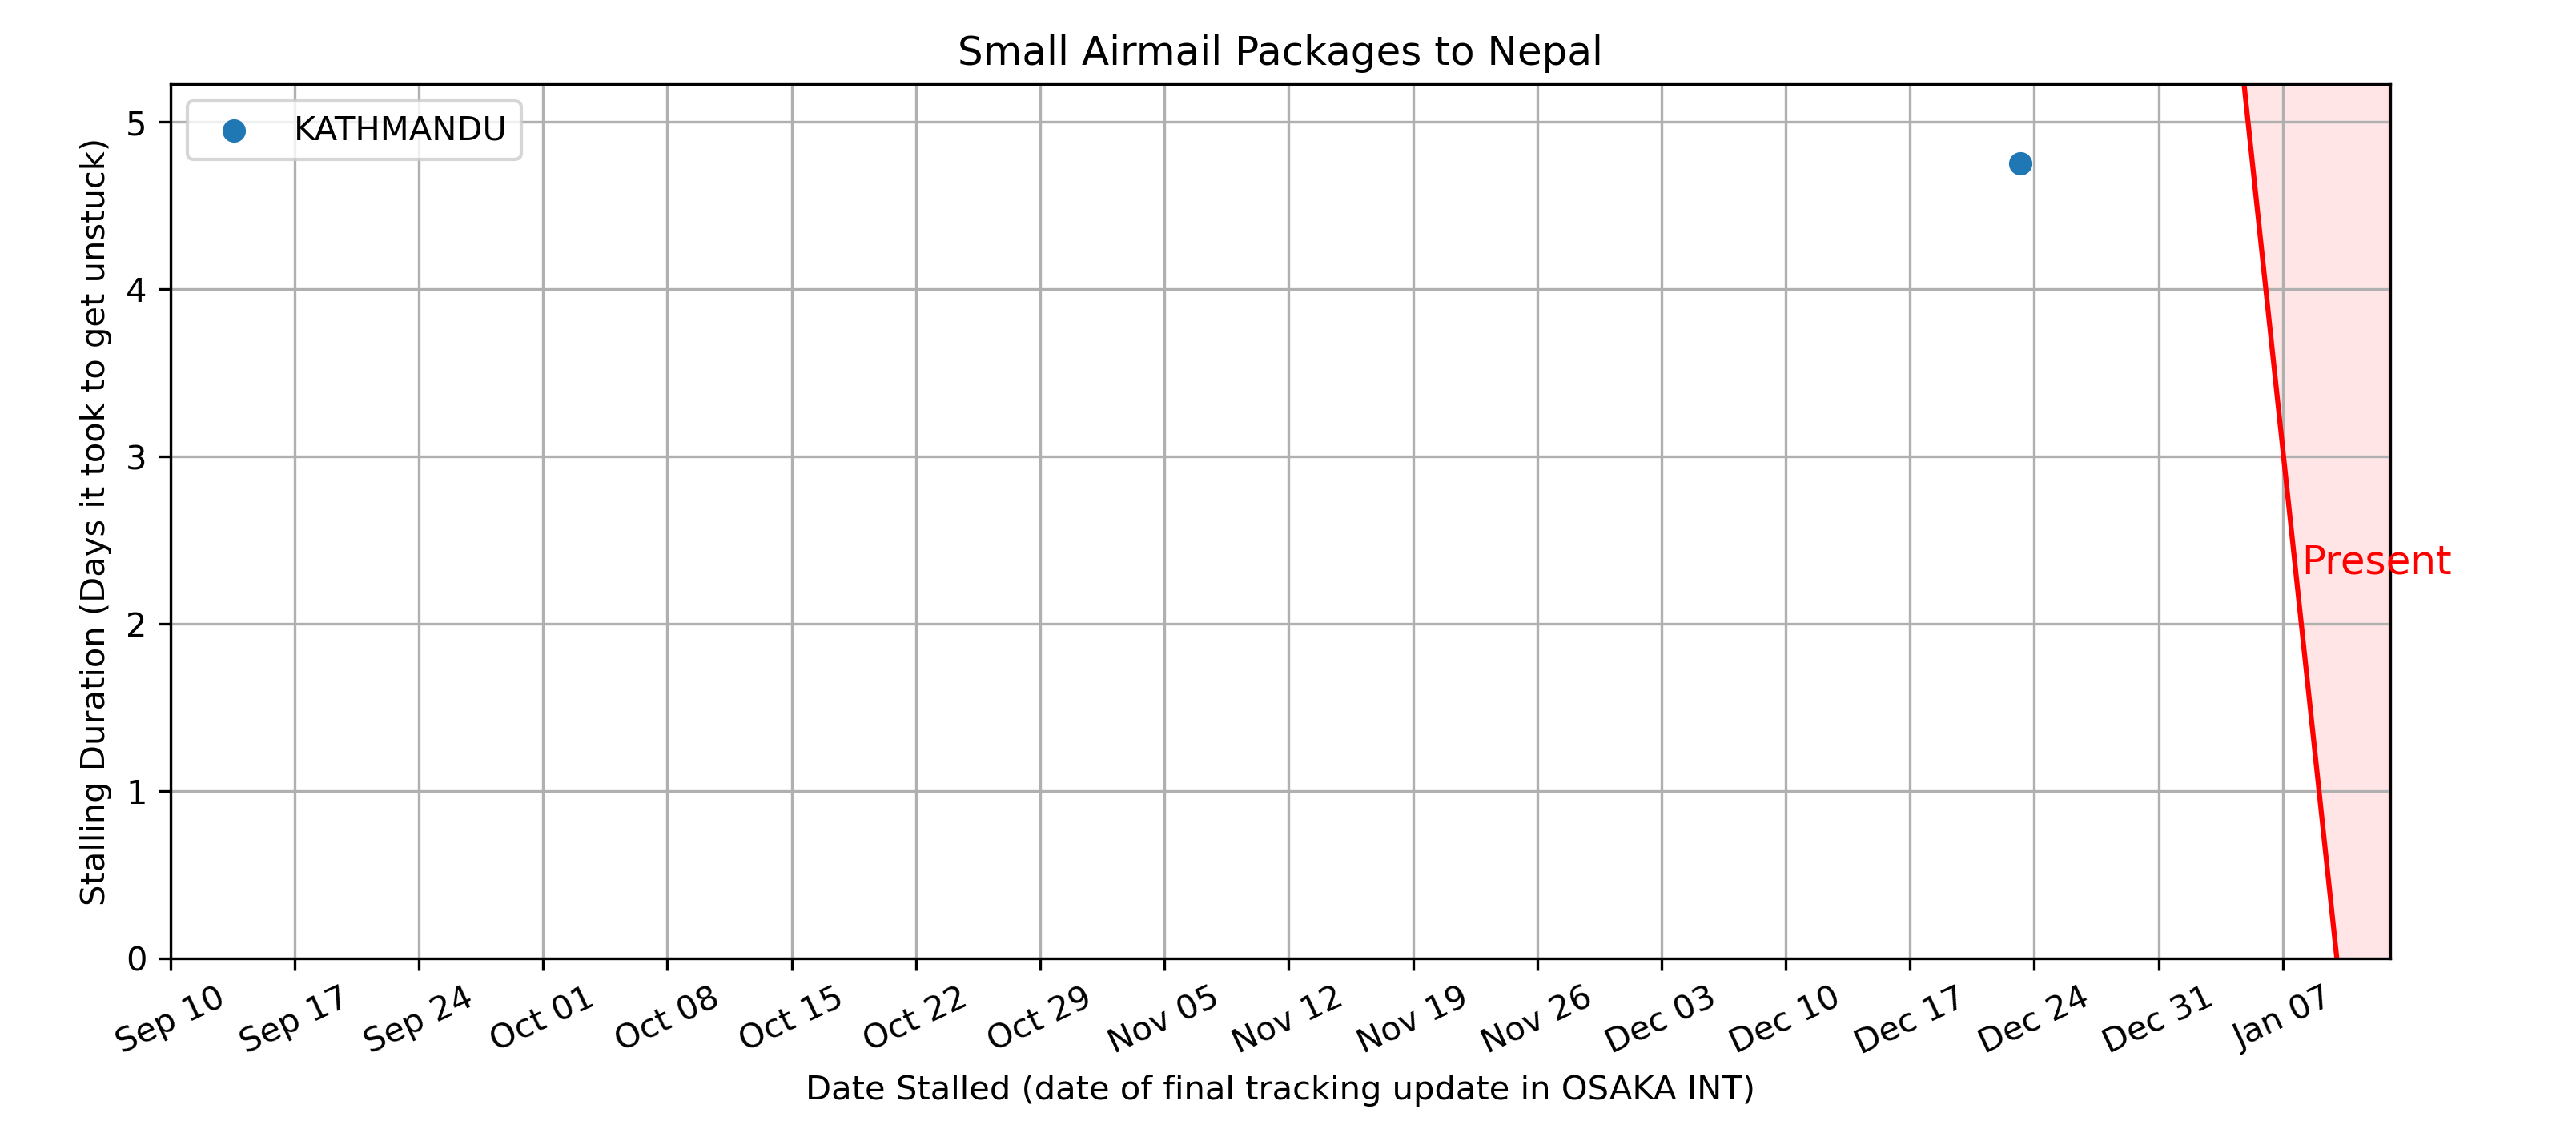 Small Airmail Packages to Nepal
KATHMANDU
Stalling Duration (Days it took to get unstuck)
5
4
3
2
1
0
Present
Sep 10
Sep 17
Sep 24
Oct 01
Oct 08
Oct 15
Oct 22
Oct 29
Nov 05
Nov 12
Nov 19
Nov 26
Dec 03
Dec 10
Dec 17
Dec 24
Dec 31
Jan 07
Date Stalled (date of final tracking update in OSAKA INT)